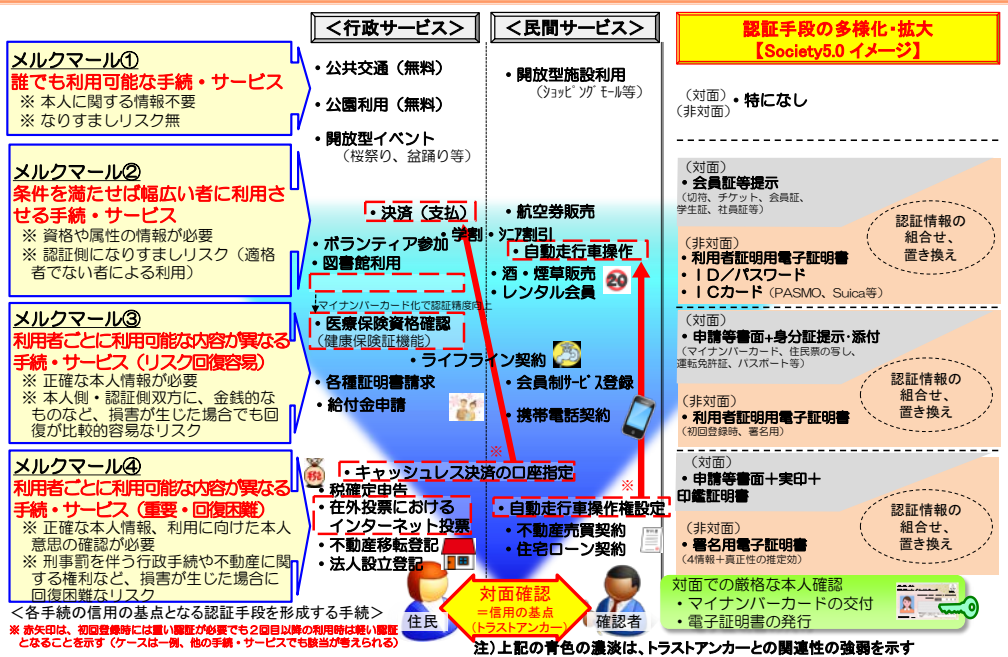 ＜行政サービス＞
＜民間サービス＞
認証手段の多様化・拡大
【Society5.0 イメージ】
メルクマール①
誰でも利用可能な手続・サービス
※ 本人に関する情報不要
※ なりすましリスク無
・公共交通（無料）
・公園利用（無料）
・開放型イベント
（桜祭り、盆踊り等）
・開放型施設利用
（ショッピングモール等）
（対面）
（非対面）
・特になし
メルクマール②
条件を満たせば幅広い者に利用さ
せる手続・サービス
※ 資格や属性の情報が必要
※ 認証側になりすましリスク（適格
者でない者による利用）
・決済（支払）
・学割・シニア割引
・ボランティア参加
・図書館利用
・航空券販売
・自動走行車操作
・酒・煙草販売
・レンタル会員
20
（対面）
・会員証等提示
（切符、チケット、会員証、
学生証、社員証等）
（非対面）
・利用者証明用電子証明書
・ＩＤ／パスワード
・ＩＣカード（PASMO、Suica等）
認証情報の
組合せ、
置き換え
マイナンバーカード化で認証精度向上
メルクマール③
利用者ごとに利用可能な内容が異なる
手続・サービス（リスク回復容易）
※ 正確な本人情報が必要
※ 本人側・認証側双方に、金銭的な
ものなど、損害が生じた場合でも回
復が比較的容易なリスク
・医療保険資格確認
（健康保険証機能）
・ライフライン契約
・各種証明書請求
・給付金申請
・会員制サービス登録
・携帯電話契約
（対面）
・申請等書面+身分証提示・添付
（マイナンバーカード、住民票の写し、
運転免許証、パスポート等）
（非対面）
・利用者証明用電子証明書
（初回登録時、署名用）
認証情報の
組合せ、
置き換え
※
※
メルクマール④
利用者ごとに利用可能な内容が異なる
手続・サービス（重要・回復困難）
※ 正確な本人情報、利用に向けた本人
意思の確認が必要
※ 刑事罰を伴う行政手続や不動産に関
する権利など、損害が生じた場合に
回復困難なリスク
・キャッシュレス決済の口座指定
・税確定申告
・在外投票における
インターネット投票
・不動産移転登記
・法人設立登記
・自動走行車操作権設定
・不動産売買契約
・住宅ローン契約
（対面）
・申請等書面＋実印＋
印鑑証明書
（非対面）
・署名用電子証明書
（4情報＋真正性の推定効）
認証情報の
組合せ、
置き換え
＜各手続の信用の基点となる認証手段を形成する手続＞
※ 赤矢印は、初回登録時には重い認証が必要でも２回目以降の利用時は軽い認証
となることを示す（ケースは一例、他の手続・サービスでも該当が考えられる）
住民
対面確認
＝信用の基点
（トラストアンカー）
確認者
対面での厳格な本人確認
・マイナンバーカードの交付
・電子証明書の発行
注）上記の青色の濃淡は、トラストアンカーとの関連性の強弱を示す